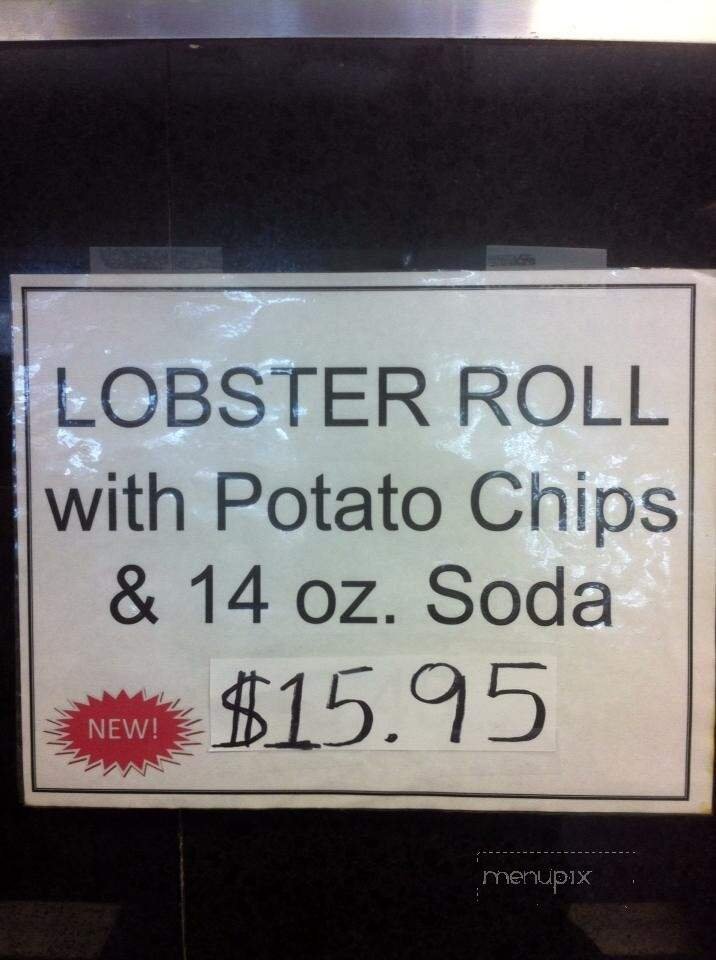 LOBSTER ROLL
with Potato Chips
& 14 oz. Soda
$15.95
NEW!
menupix